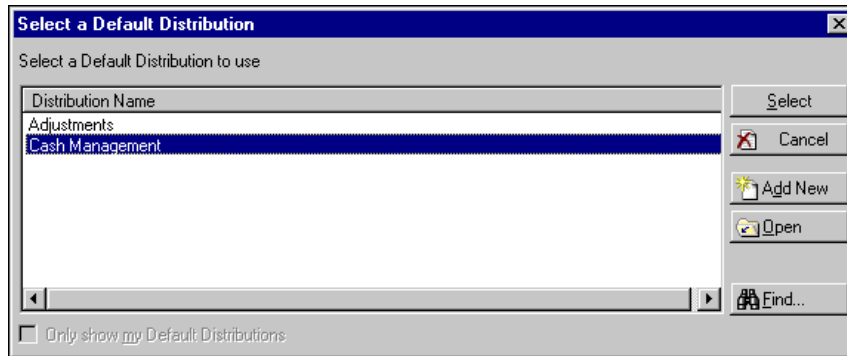 Select a Default Distribution
Select a Default Distribution to use
Distribution Name
Adjustments
Cash Management
Select
Cancel
Add New
Open
Find...
Only show my Default Distributions